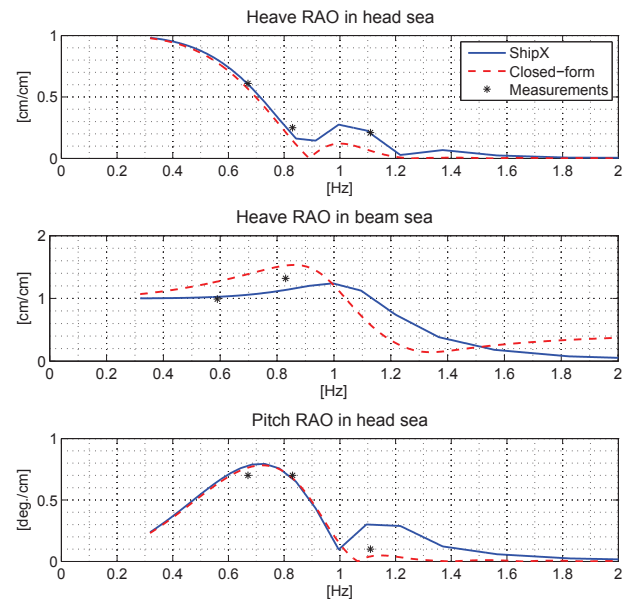 Heave RAO in head sea
1
0.5
0
[cm/cm]
ShipX
Closed−form
Measurements
0 0.2 0.4 0.6 0.8 1 1.2 1.4 1.6 1.8 2
[Hz]
Heave RAO in beam sea
2
1
0
[cm/cm]
0 0.2 0.4 0.6 0.8 1 1.2 1.4 1.6 1.8 2
[Hz]
Pitch RAO in head sea
1
0.5
0
[deg./cm]
0 0.2 0.4 0.6 0.8 1 1.2 1.4 1.6 1.8 2
[Hz]